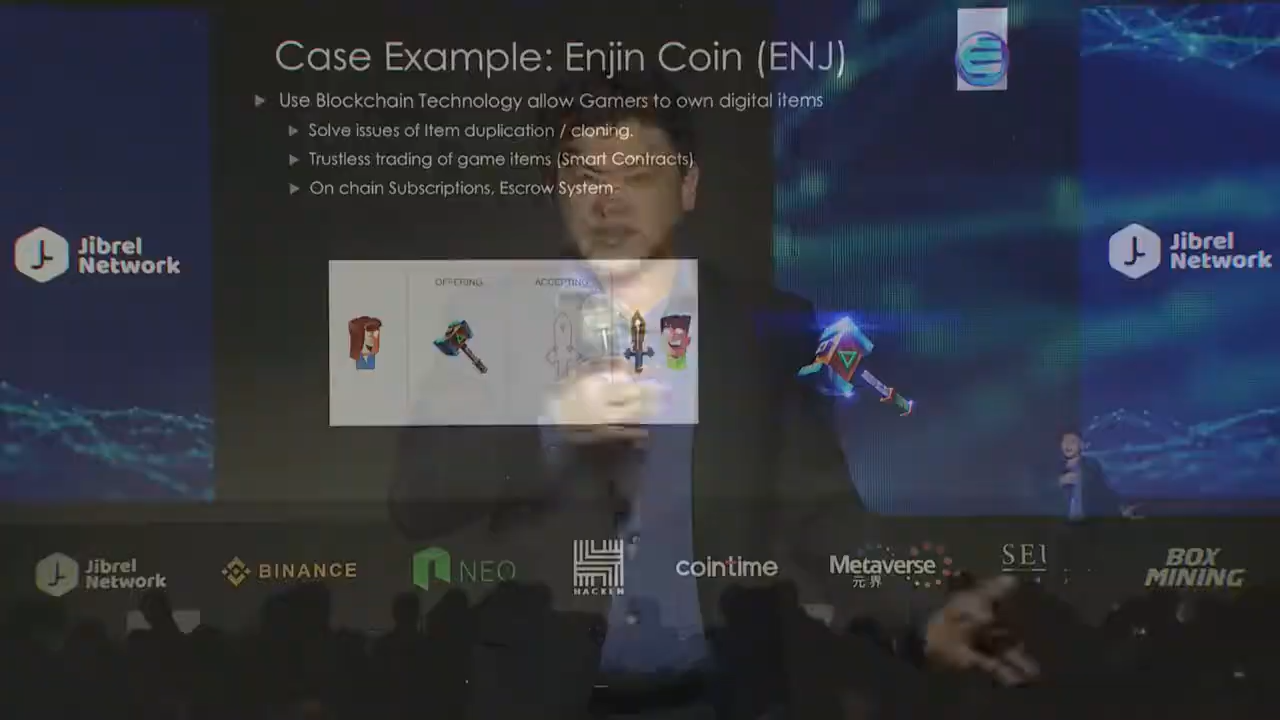 Case Example: Enjin Coin (ENJ)
Use Blockchain Technology allow Gamers to own digital items
Solve issues of Item duplication / cloning.
Trustless trading of game items (Smart Contracts)
On chain Subscriptions, Escrow System
Jibrel
Network
Jibrel
Network
OFFERING
ACCEPTING
Jibrel
Network
BINANCE
NEO
HACKEN
cointime
Metaverse
元界
SEI
BOX
MINING